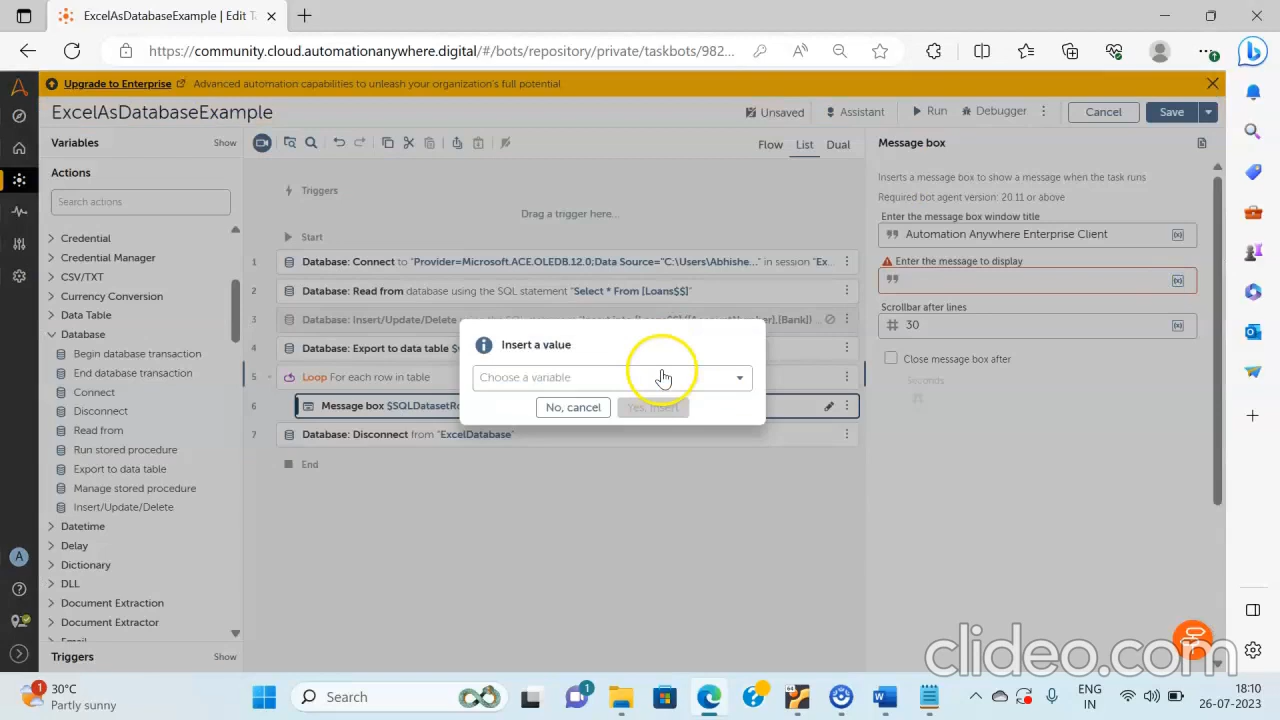 ExcelAsDatabaseExample | Edit Ta
https://community.cloud.automationanywhere.digital/#/bots/repository/private/taskbots/982...
Upgrade to Enterprise
Advanced automation capabilities to unleash your organization's full potential
ExcelAsDatabaseExample
Unsaved
Assistant
Run
Debugger
Cancel
Save
Variables
Show
Flow
List
Dual
Message box
Actions
Inserts a message box to show a message when the task runs
Required bot agent version: 20.11 or above
Search actions
Triggers
Drag a trigger here...
Enter the message box window title
Automation Anywhere Enterprise Client
Credential
Credential Manager
CSV/TXT
Currency Conversion
Data Table
Database
Begin database transaction
End database transaction
Connect
Disconnect
Read from
Run stored procedure
Export to data table
Manage stored procedure
Insert/Update/Delete
Datetime
Delay
Dictionary
DLL
Document Extraction
Document Extractor
Triggers
Show
Start
1 Database: Connect to "Provider=Microsoft.ACE.OLEDB.12.0;Data Source="C:\Users\Abhishe..." in session "Ex...
2 Database: Read from database using the SQL statement "Select * From [Loans$$]"
3 Database: Insert/Update/Delete
4 Database: Export to data table
5 Loop For each row in table
6 Message box $SQLDatasetRo
7 Database: Disconnect from "ExcelDatabase"
End
Insert a value
Choose a variable
No, cancel
Yes, insert
Enter the message to display
Scrollbar after lines
30
Close message box after
Seconds
clideo.com
1
30°C
Partly sunny
Search
1
ENG
IN
18:10
26-07-2023